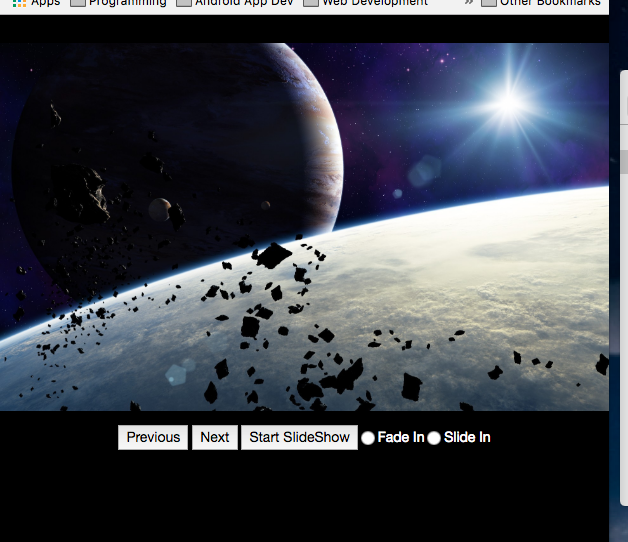 Apps Programming Android App Dev Web Development » Other Bookmarks
Previous Next Start SlideShow Fade In Slide In